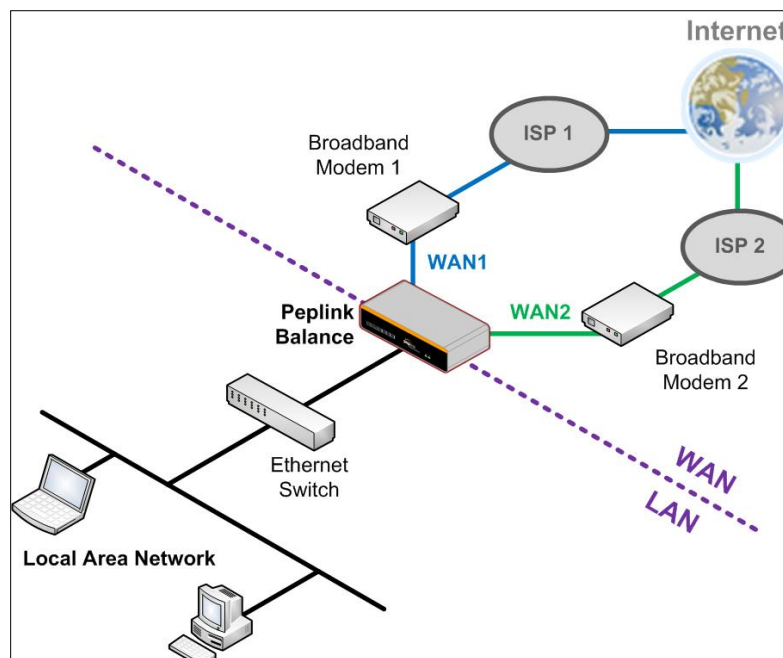 Internet
ISP 1
Broadband
Modem 1
ISP 2
WAN1
Peplink
Balance
WAN2
Broadband
Modem 2
Ethernet
Switch
WAN
LAN
Local Area Network